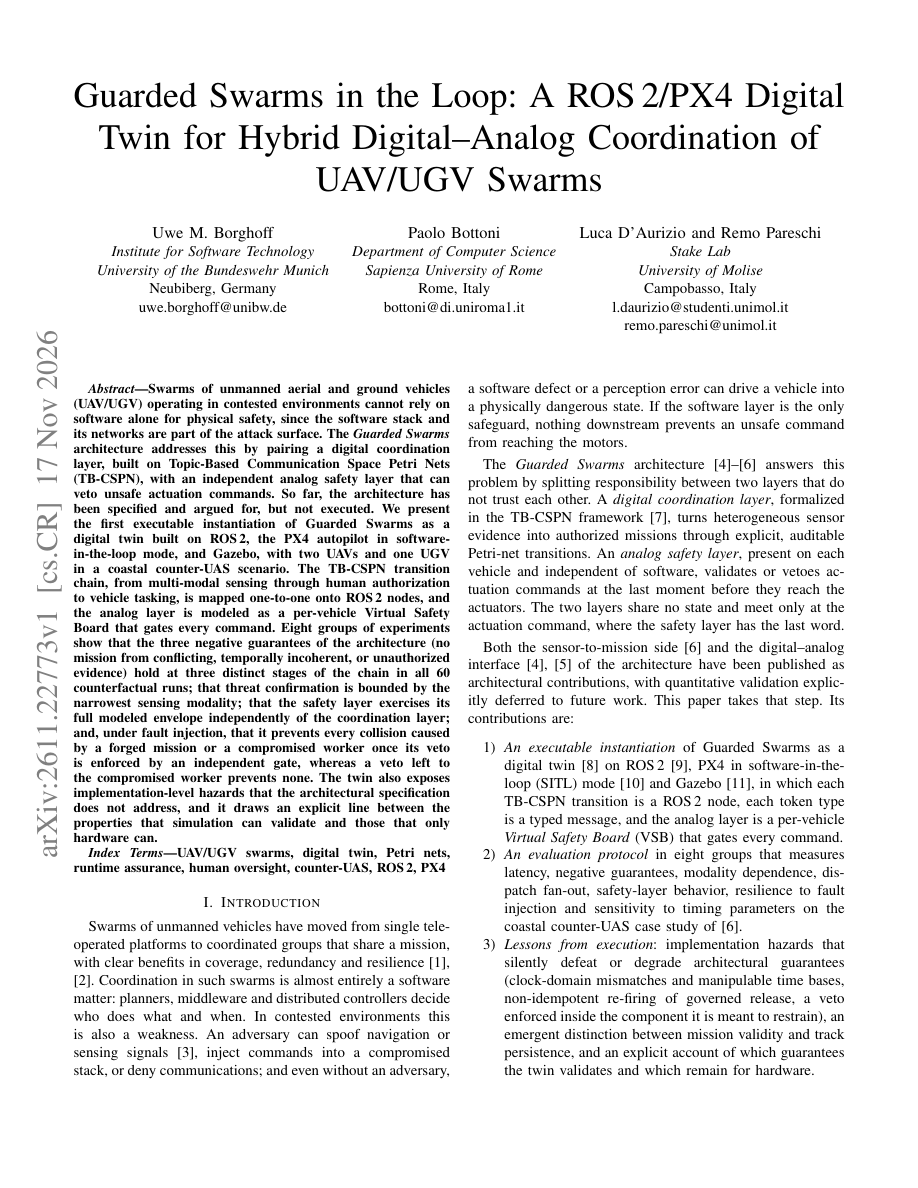 Guarded Swarms in the Loop: A ROS 2/PX4 Digital
Twin for Hybrid Digital–Analog Coordination of
UAV/UGV Swarms
Uwe M. Borghoff
Institute for Software Technology
University of the Bundeswehr Munich
Neubiberg, Germany
uwe.borghoff@unibw.de
Paolo Bottoni
Department of Computer Science
Sapienza University of Rome
Rome, Italy
bottoni@di.uniroma1.it
Luca D'Aurizio and Remo Pareschi
Stake Lab
University of Molise
Campobasso, Italy
l.daurizio@studenti.unimol.it
remo.pareschi@unimol.it
arXiv:2611.22773v1 [cs.CR] 17 Nov 2026
Abstract—Swarms of unmanned aerial and ground vehicles
(UAV/UGV) operating in contested environments cannot rely on
software alone for physical safety, since the software stack and
its networks are part of the attack surface. The Guarded Swarms
architecture addresses this by pairing a digital coordination
layer, built on Topic-Based Communication Space Petri Nets
(TB-CSPN), with an independent analog safety layer that can
veto unsafe actuation commands. So far, the architecture has
been specified and argued for, but not executed. We present
the first executable instantiation of Guarded Swarms as a
digital twin built on ROS 2, the PX4 autopilot in software-
in-the-loop mode, and Gazebo, with two UAVs and one UGV
in a coastal counter-UAS scenario. The TB-CSPN transition
chain, from multi-modal sensing through human authorization
to vehicle tasking, is mapped one-to-one onto ROS 2 nodes, and
the analog layer is modeled as a per-vehicle Virtual Safety
Board that gates every command. Eight groups of experiments
show that the three negative guarantees of the architecture (no
mission from conflicting, temporally incoherent, or unauthorized
evidence) hold at three distinct stages of the chain in all 60
counterfactual runs; that threat confirmation is bounded by the
narrowest sensing modality; that the safety layer exercises its
full modeled envelope independently of the coordination layer;
and, under fault injection, that it prevents every collision caused
by a forged mission or a compromised worker once its veto
is enforced by an independent gate, whereas a veto left to
the compromised worker prevents none. The twin also exposes
implementation-level hazards that the architectural specification
does not address, and it draws an explicit line between the
properties that simulation can validate and those that only
hardware can.
Index Terms—UAV/UGV swarms, digital twin, Petri nets,
runtime assurance, human oversight, counter-UAS, ROS 2, PX4
I. INTRODUCTION
Swarms of unmanned vehicles have moved from single tele-
operated platforms to coordinated groups that share a mission,
with clear benefits in coverage, redundancy and resilience [1],
[2]. Coordination in such swarms is almost entirely a software
matter: planners, middleware and distributed controllers decide
who does what and when. In contested environments this
is also a weakness. An adversary can spoof navigation or
sensing signals [3], inject commands into a compromised
stack, or deny communications; and even without an adversary,
a software defect or a perception error can drive a vehicle into
a physically dangerous state. If the software layer is the only
safeguard, nothing downstream prevents an unsafe command
from reaching the motors.
The Guarded Swarms architecture [4]–[6] answers this
problem by splitting responsibility between two layers that do
not trust each other. A digital coordination layer, formalized
in the TB-CSPN framework [7], turns heterogeneous sensor
evidence into authorized missions through explicit, auditable
Petri-net transitions. An analog safety layer, present on each
vehicle and independent of software, validates or vetoes ac-
tuation commands at the last moment before they reach the
actuators. The two layers share no state and meet only at the
actuation command, where the safety layer has the last word.
Both the sensor-to-mission side [6] and the digital–analog
interface [4], [5] of the architecture have been published as
architectural contributions, with quantitative validation explic-
itly deferred to future work. This paper takes that step. Its
contributions are:
1) An executable instantiation of Guarded Swarms as a
digital twin [8] on ROS 2 [9], PX4 in software-in-the-
loop (SITL) mode [10] and Gazebo [11], in which each
TB-CSPN transition is a ROS 2 node, each token type
is a typed message, and the analog layer is a per-vehicle
Virtual Safety Board (VSB) that gates every command.
2) An evaluation protocol in eight groups that measures
latency, negative guarantees, modality dependence, dis-
patch fan-out, safety-layer behavior, resilience to fault
injection and sensitivity to timing parameters on the
coastal counter-UAS case study of [6].
3) Lessons from execution: implementation hazards that
silently defeat or degrade architectural guarantees
(clock-domain mismatches and manipulable time bases,
non-idempotent re-firing of governed release, a veto
enforced inside the component it is meant to restrain), an
emergent distinction between mission validity and track
persistence, and an explicit account of which guarantees
the twin validates and which remain for hardware.